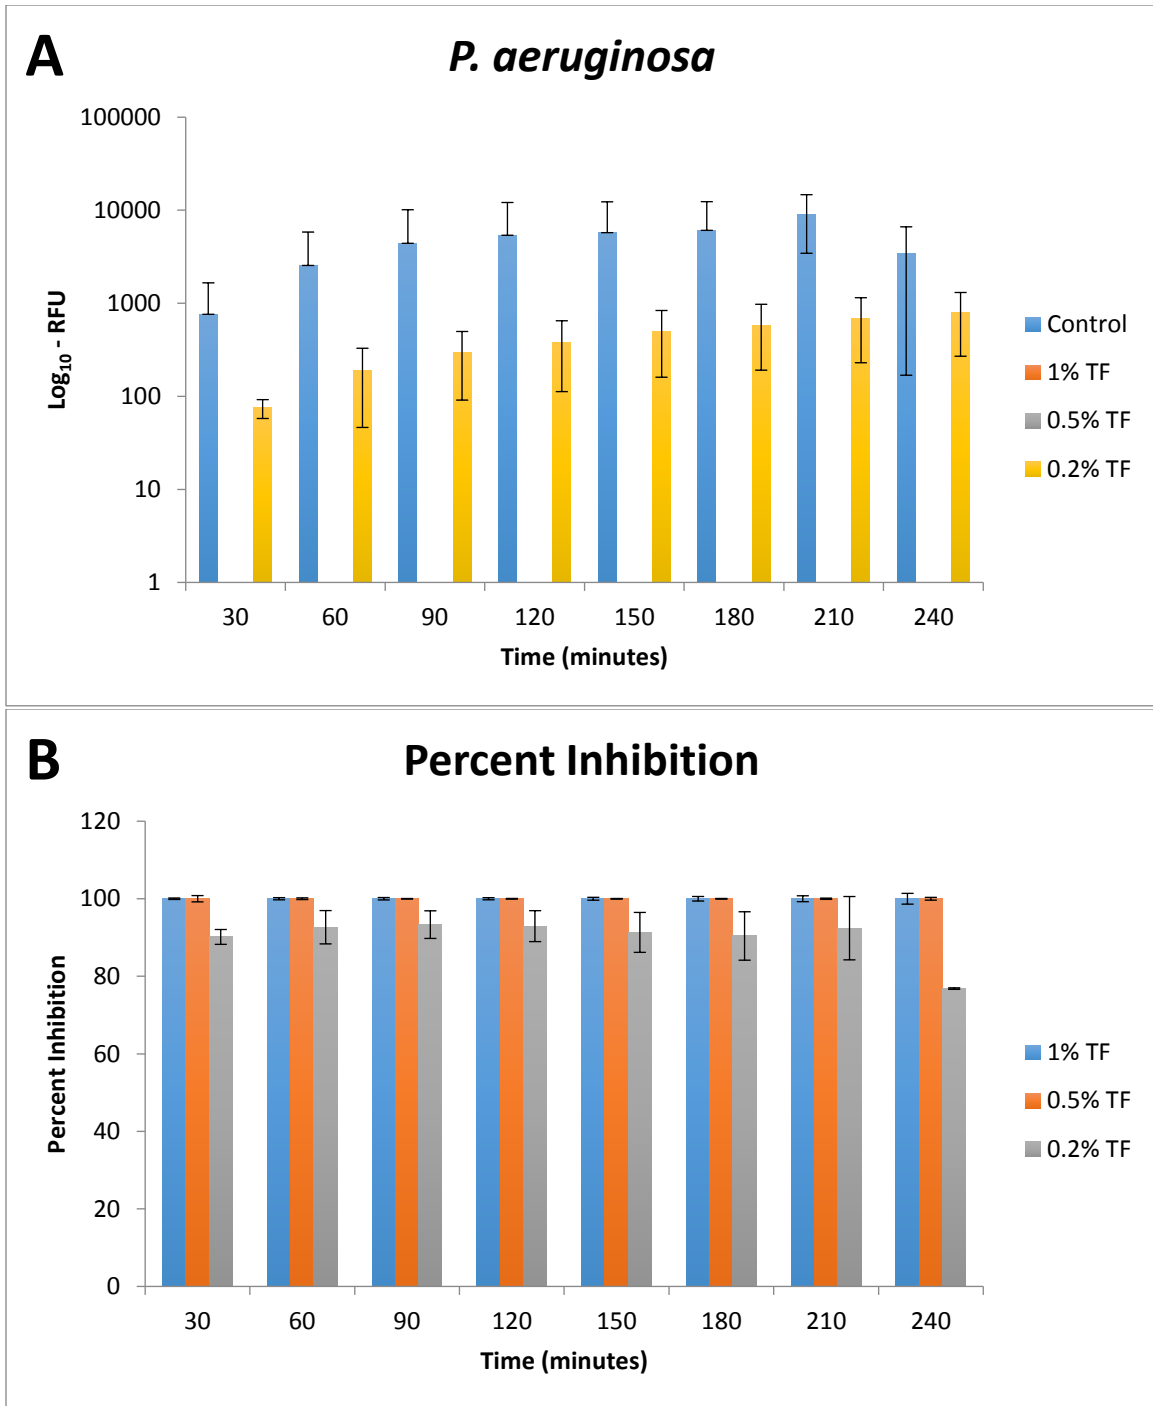 A
P. aeruginosa
100000
10000
1000
100
10
1
Log₁₀ - RFU
30 60 90 120 150 180 210 240
Time (minutes)
Control
1% TF
0.5% TF
0.2% TF
B
Percent Inhibition
120
100
80
60
40
20
0
Percent Inhibition
30 60 90 120 150 180 210 240
Time (minutes)
1% TF
0.5% TF
0.2% TF